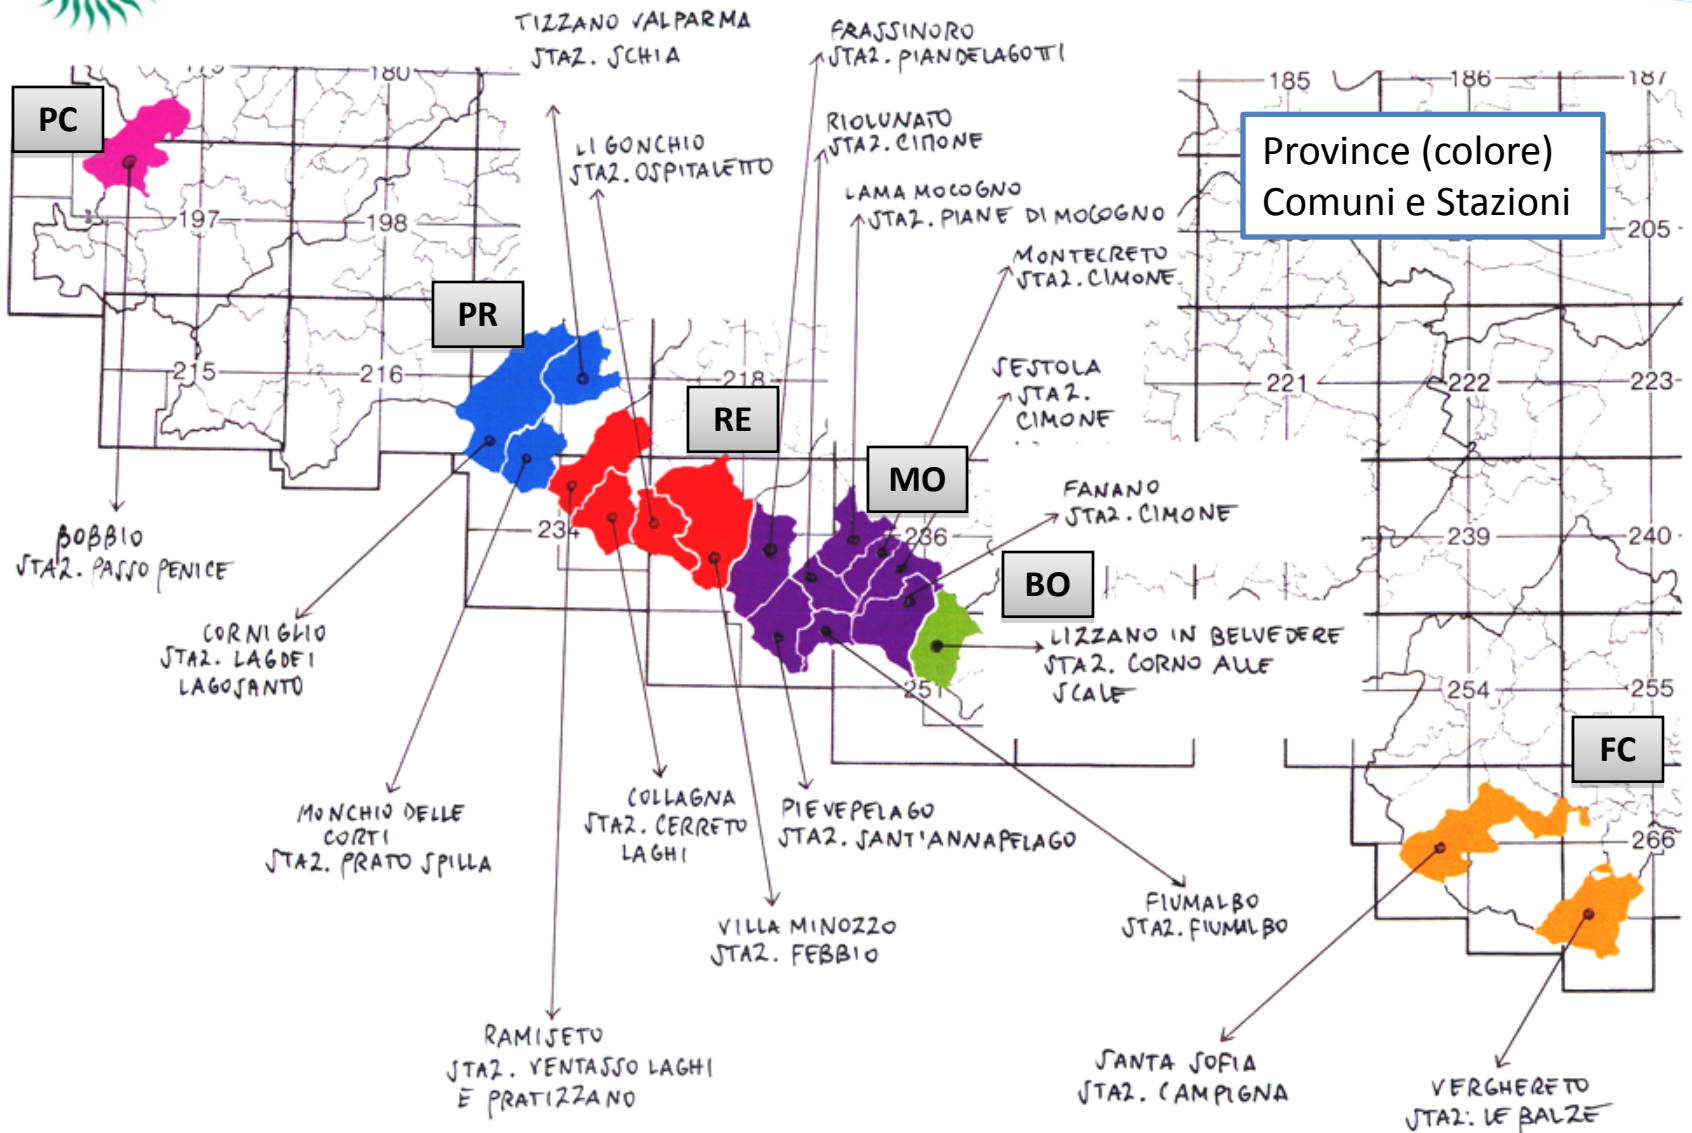 TIZZANO VALPARMA
STAZ. SCHIA
FRASSINORO
STAZ. PIANDELAGOTTI
180
185
186
187
PC
RIOLUNATO
STAZ. CIMONE
LIGONCHIO
STAZ. OSPITALETTO
Province (colore)
Comuni e Stazioni
LAMA MOCOGNO
STAZ. PIANE DI MOCOGNO
197
198
205
MONTECRETO
STAZ. CIMONE
PR
215
216
218
SESTOLA
STAZ.
CIMONE
221
222
223
RE
MO
FANANO
STAZ. CIMONE
234
236
239
240
BOBBIO
STAZ. PASSO PENICE
BO
CORNIGLIO
STAZ. LAGDEI
LAGOSANTO
LIZZANO IN BELVEDERE
STAZ. CORNO ALLE
SCALE
251
254
255
FC
MONCHIO DELLE
CORTI
STAZ. PRATO SPILLA
COLLAGNA
STAZ. CERRETO
LAGHI
PIEVEPELAGO
STAZ. SANT'ANNAPELAGO
266
VILLA MINOZZO
STAZ. FEBBIO
FIUMALBO
STAZ. FIUMALBO
RAMISETO
STAZ. VENTASSO LAGHI
E PRATIZZANO
SANTA SOFIA
STAZ. CAMPIGNA
VERGHERETO
STAZ. LE BALZE